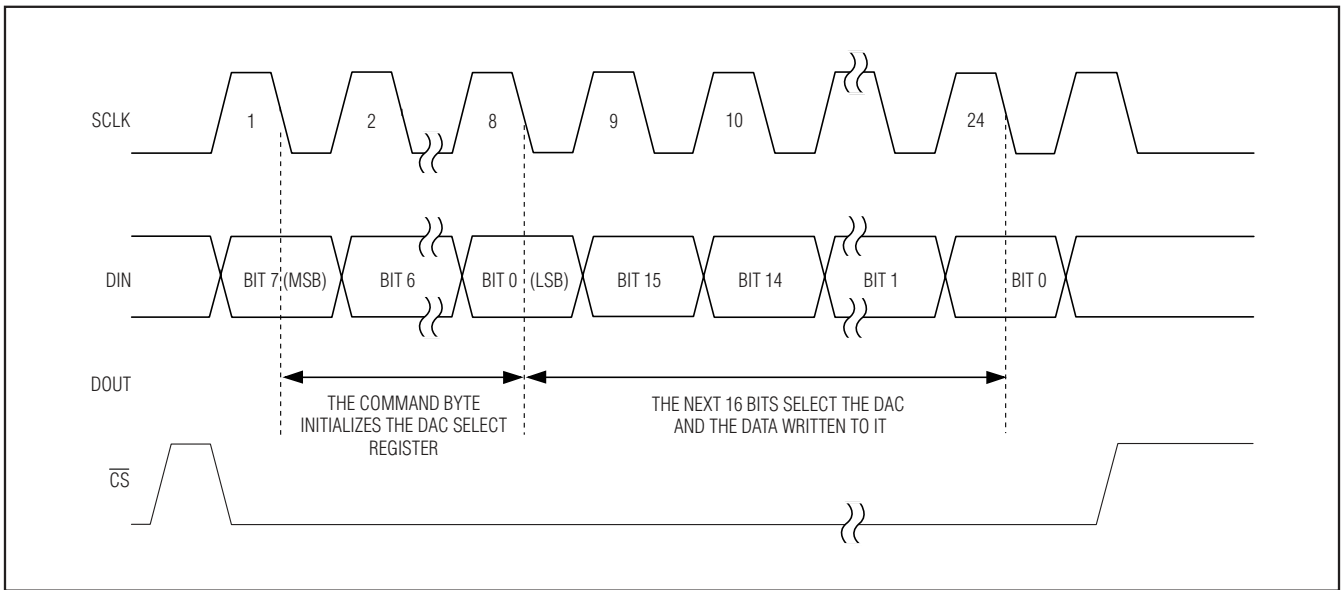 SCLK 1 2 8 9 10 24
DIN BIT 7 (MSB) BIT 6 BIT 0 (LSB) BIT 15 BIT 14 BIT 1 BIT 0
DOUT
THE COMMAND BYTE
INITIALIZES THE DAC SELECT
REGISTER
THE NEXT 16 BITS SELECT THE DAC
AND THE DATA WRITTEN TO IT
CS